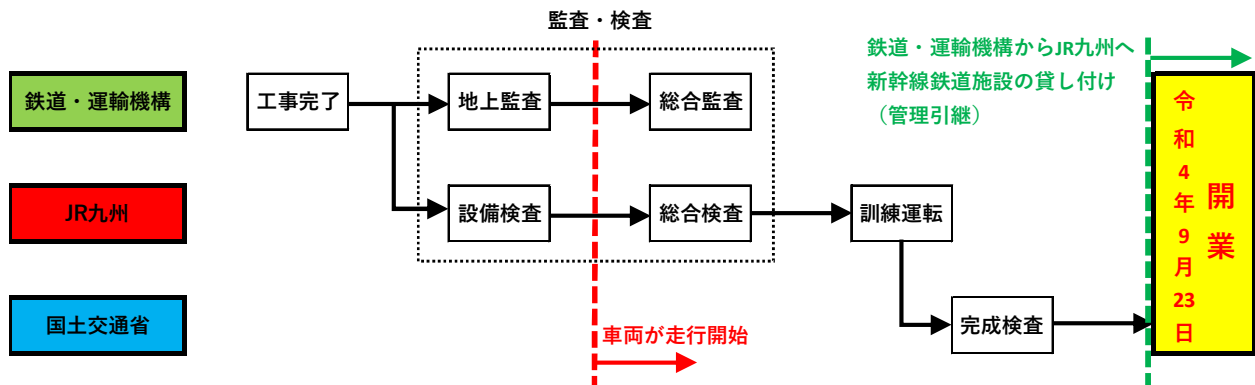 監査・検査
鉄道・運輸機構からJR九州へ
新幹線鉄道施設の貸し付け
（管理引継）
鉄道・運輸機構
工事完了
地上監査
総合監査
JR九州
設備検査
総合検査
訓練運転
国土交通省
車両が走行開始
完成検査
令和4年9月23日
開業